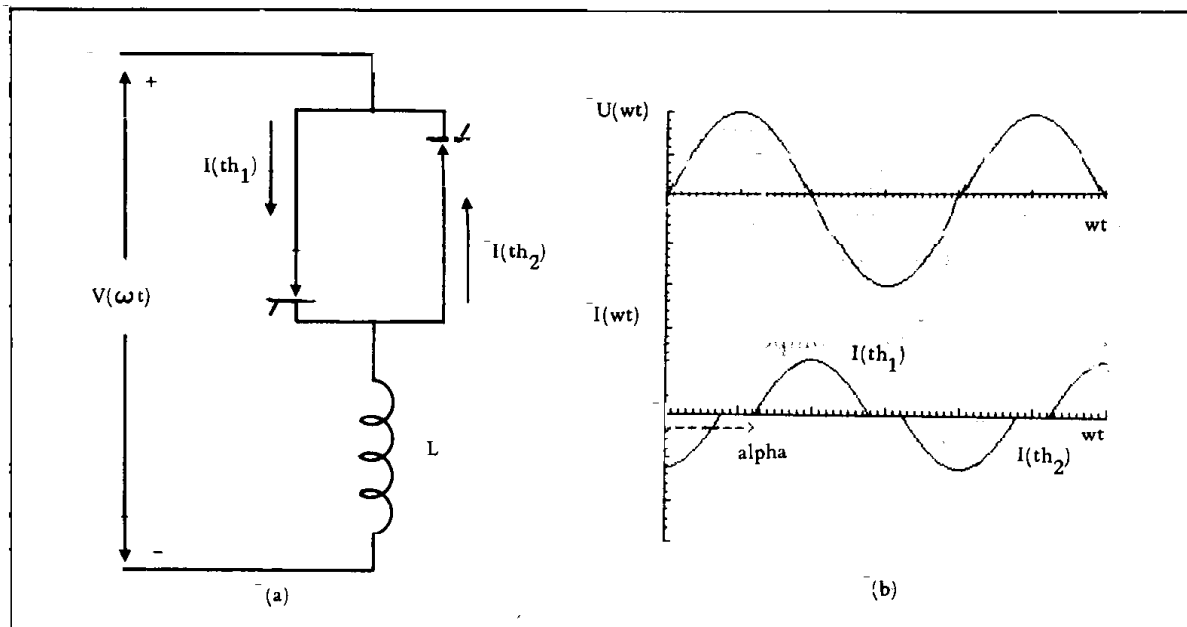 +
I(th₁)
‾I(th₂)
V(ωt)
L
−
‾(a)
‾U(wt)
wt
‾I(wt)
I(th₁)
wt
alpha
I(th₂)
‾(b)